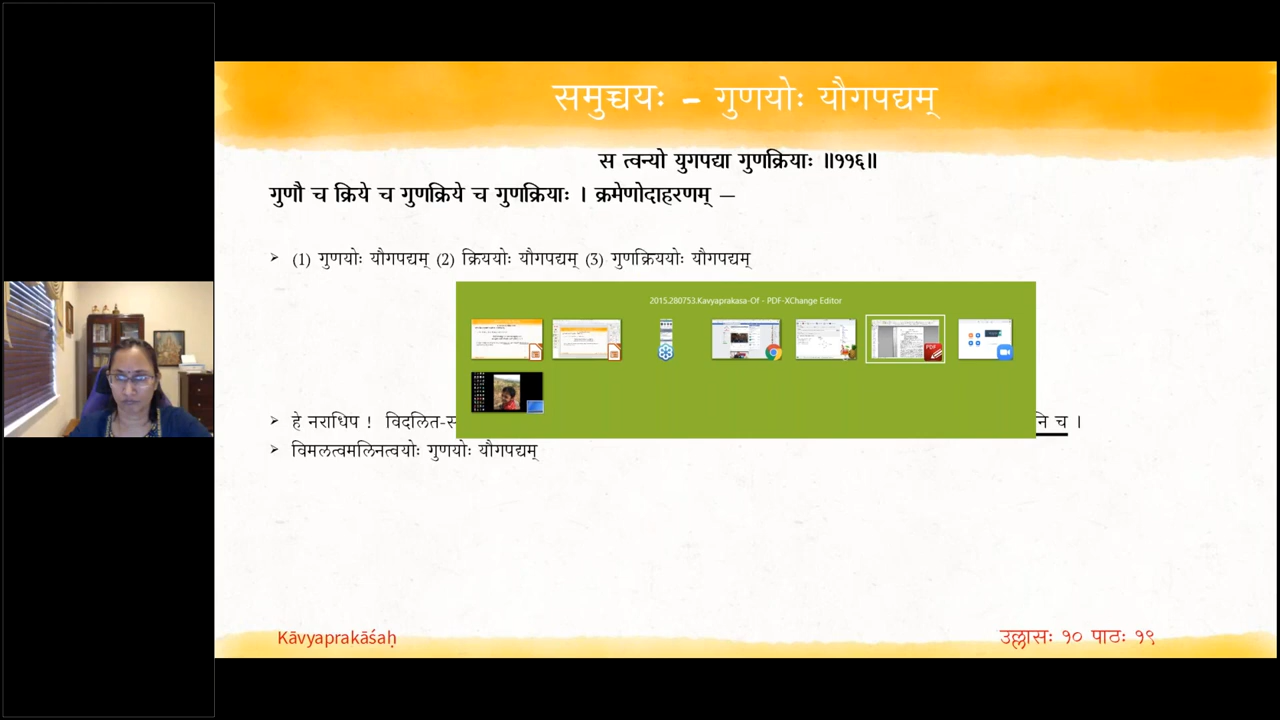 समुच्चयः - गुणयोः यौगपद्यम्
स त्वन्यो युगपद्या गुणक्रियाः ॥११६॥
गुणौ च क्रिये च गुणक्रिये च गुणक्रियाः । क्रमेणोदाहरणम् —
(1) गुणयोः यौगपद्यम् (2) क्रिययोः यौगपद्यम् (3) गुणक्रिययोः यौगपद्यम्
2015.280753.Kavyaprakasa-Of - PDF-XChange Editor
हे नराधिप ! विदलित-स नि च ।
विमलत्वमलिनत्वयोः गुणयोः यौगपद्यम्
Kāvyaprakāśaḥ
उल्लासः १० पाठः १९